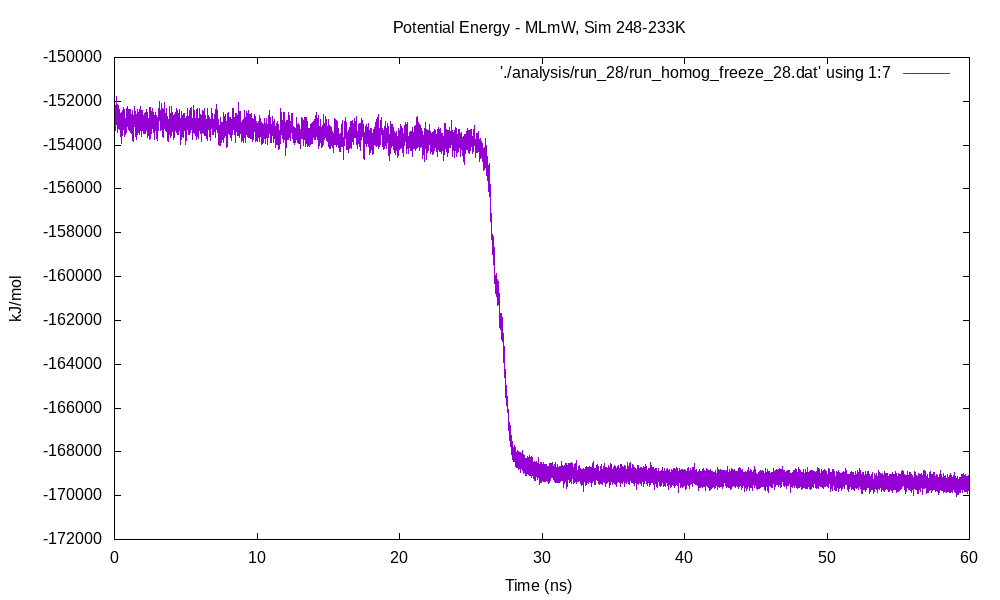 Potential Energy - MLmW, Sim 248-233K
'./analysis/run_28/run_homog_freeze_28.dat' using 1:7
-150000
-152000
-154000
-156000
-158000
-160000
-162000
-164000
-166000
-168000
-170000
-172000
kJ/mol
0 10 20 30 40 50 60
Time (ns)